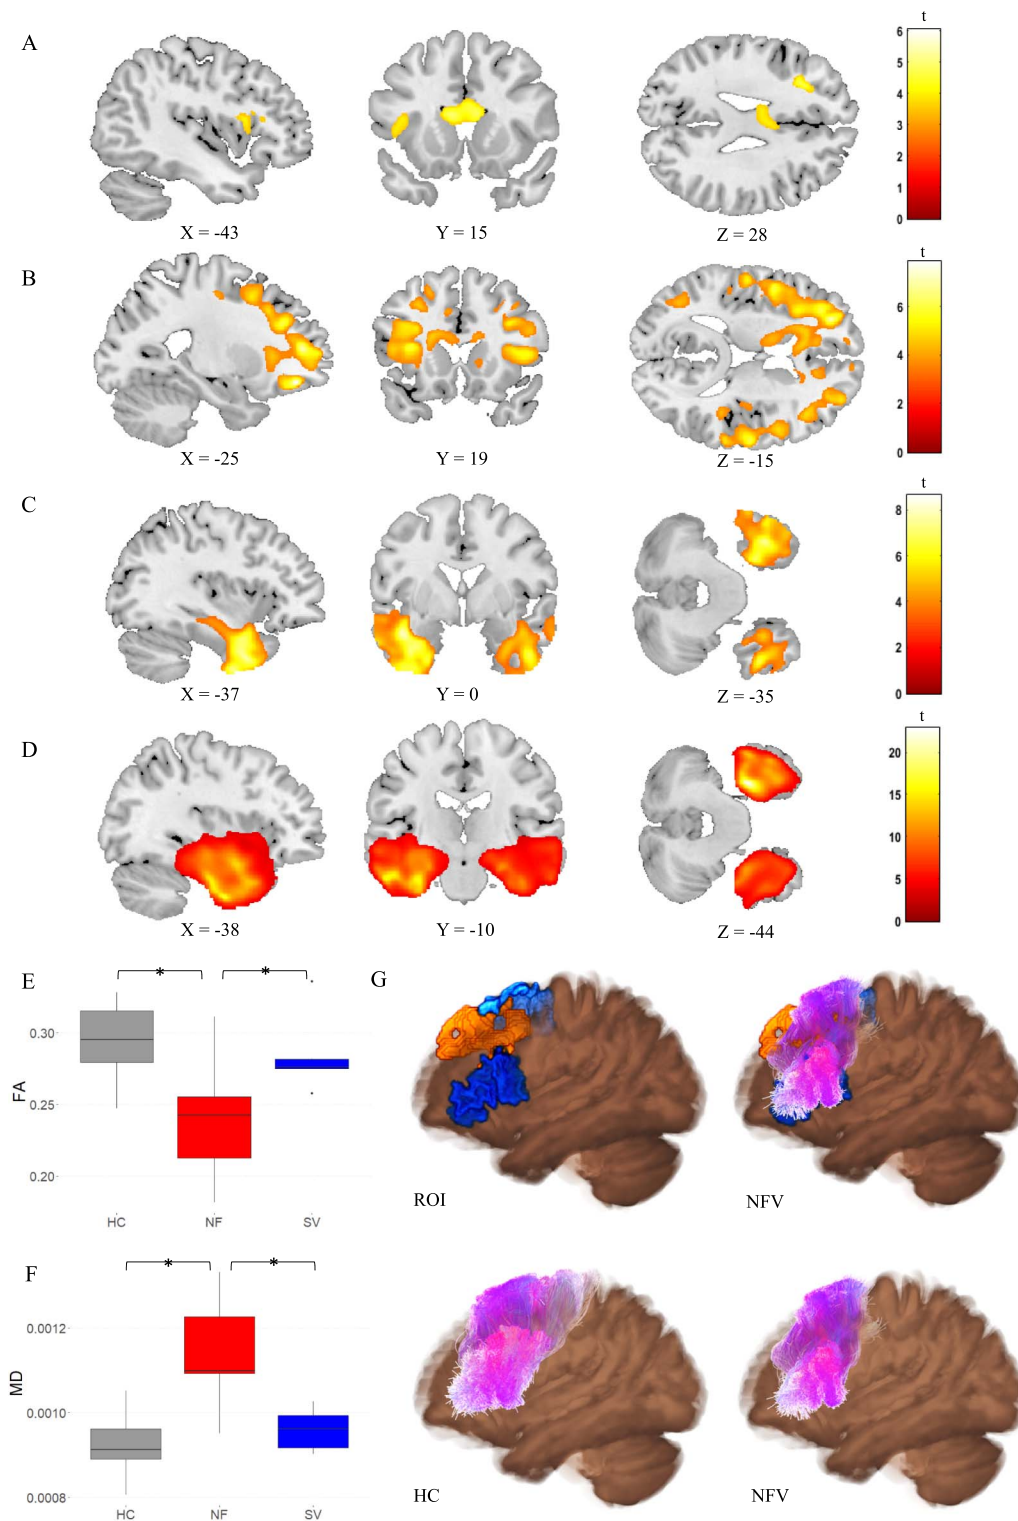 A
t
6
5
4
3
2
1
0
X = -43
Y = 15
Z = 28
B
t
8
6
4
2
0
X = -25
Y = 19
Z = -15
C
t
8
6
4
2
0
X = -37
Y = 0
Z = -35
D
t
20
15
10
5
0
X = -38
Y = -10
Z = -44
E
*
*
FA
0.30
0.25
0.20
HC
NF
SV
G
ROI
NFV
F
*
*
MD
0.0012
0.0010
0.0008
HC
NF
SV
HC
NFV